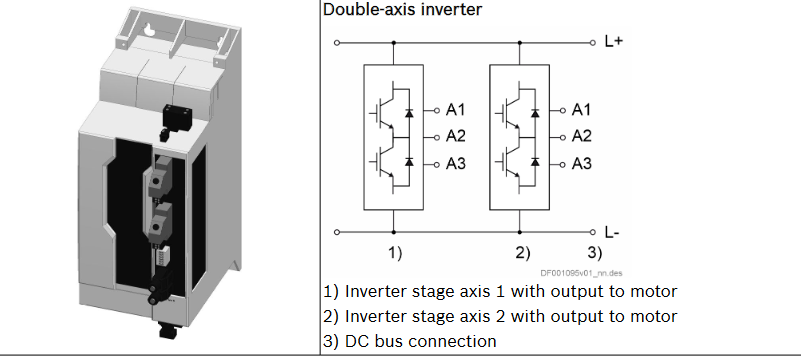 Double-axis inverter
L+
A1 A1
A2 A2
A3 A3
L-
1) 2) 3)
DF001095v01_nn.des
1) Inverter stage axis 1 with output to motor
2) Inverter stage axis 2 with output to motor
3) DC bus connection